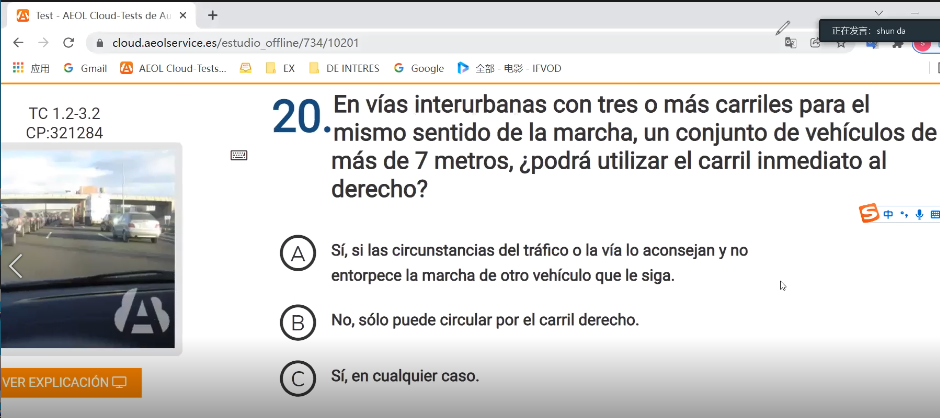 Test - AEOL Cloud-Tests de Au
正在发言: shun da
cloud.aeolservice.es/estudio_offline/734/10201
应用
Gmail
AEOL Cloud-Tests...
EX
DE INTERES
Google
全部 - 电影 - IFVOD
TC 1.2-3.2
CP:321284
20.
En vías interurbanas con tres o más carriles para el
mismo sentido de la marcha, un conjunto de vehículos de
más de 7 metros, ¿podrá utilizar el carril inmediato al
derecho?
中
A
Sí, si las circunstancias del tráfico o la vía lo aconsejan y no
entorpece la marcha de otro vehículo que le siga.
B
No, sólo puede circular por el carril derecho.
C
Sí, en cualquier caso.
VER EXPLICACIÓN